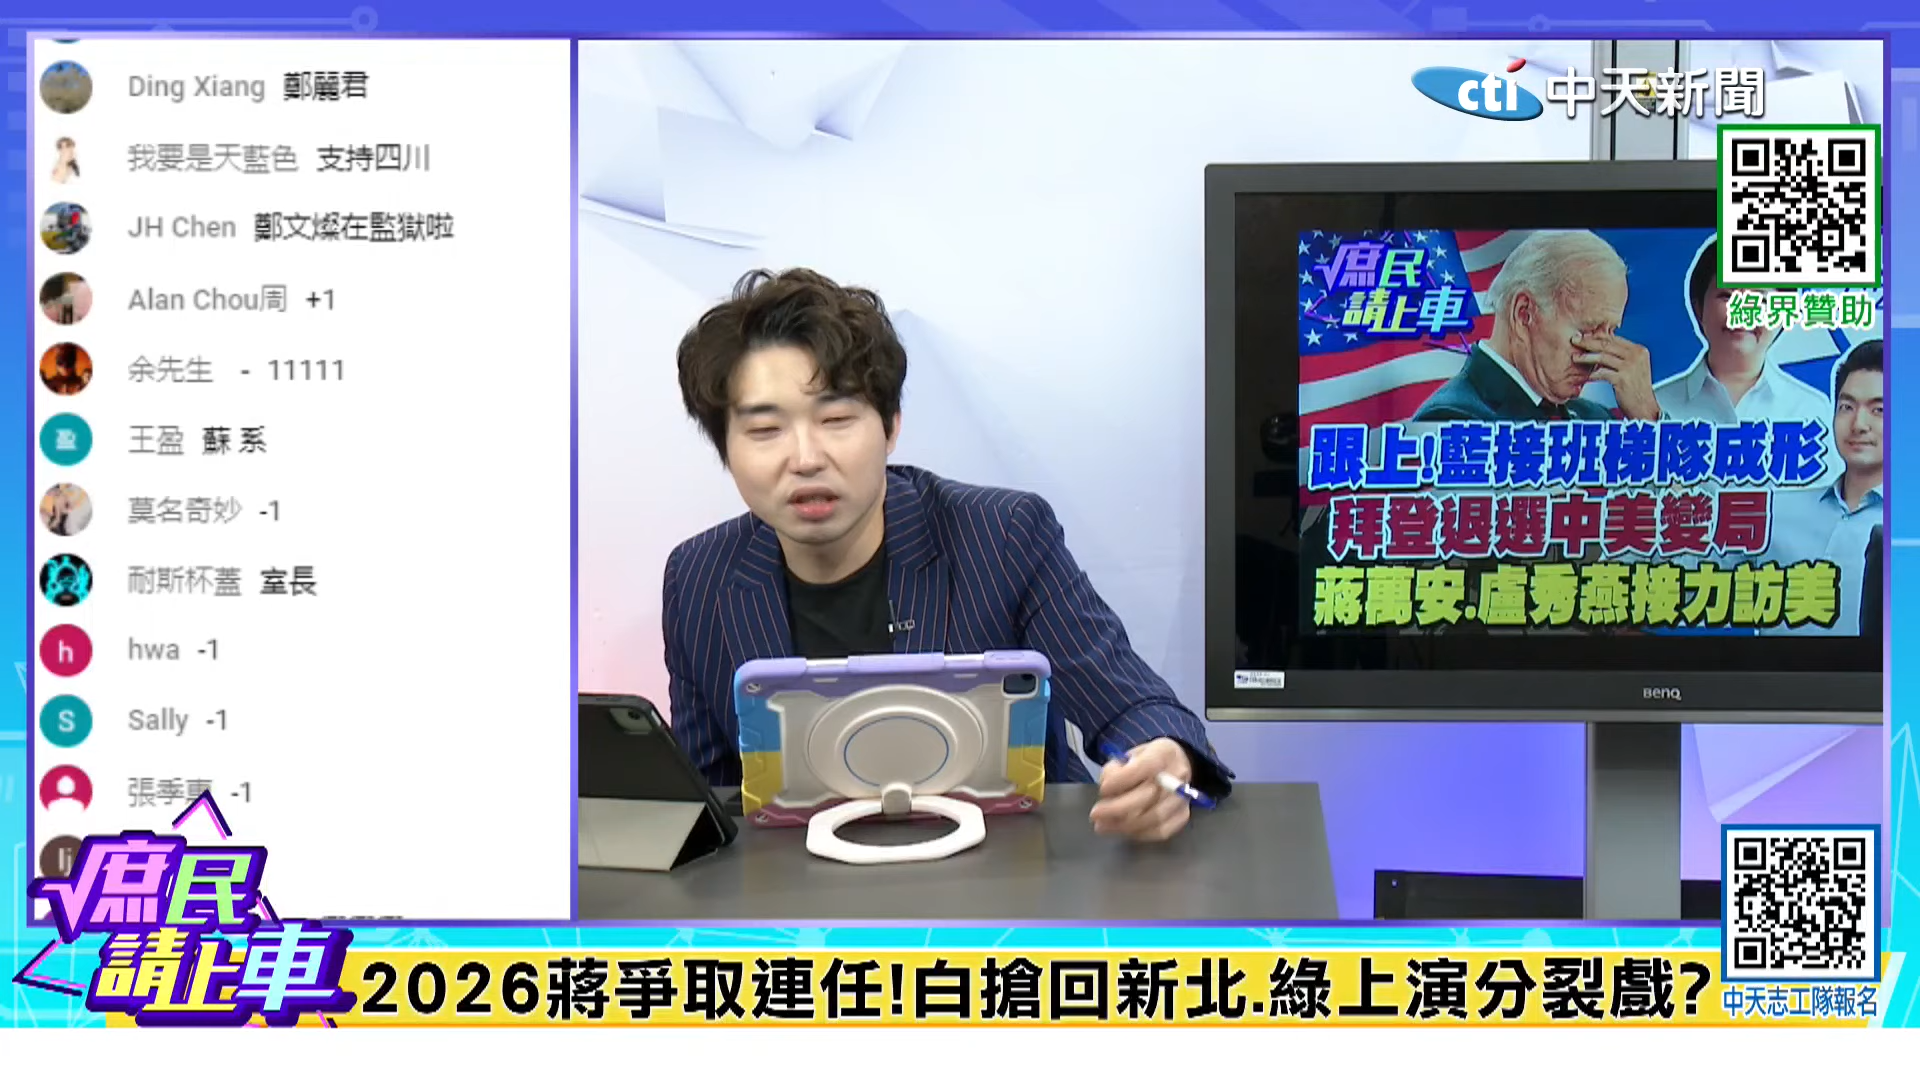 Ding Xiang 鄭麗君
我要是天藍色 支持四川
JH Chen 鄭文燦在監獄啦
Alan Chou周 +1
余先生 - 11111
王盈 蘇 系
莫名奇妙 -1
耐斯杯蓋 室長
h hwa -1
S Sally -1
張季惠 -1
庶民
請上車
cti 中天新聞
綠界贊助
庶民
請上車
跟上!藍接班梯隊成形
拜登退選中美變局
蔣萬安.盧秀燕接力訪美
BenQ
2026蔣爭取連任!白搶回新北.綠上演分裂戲?
中天志工隊報名